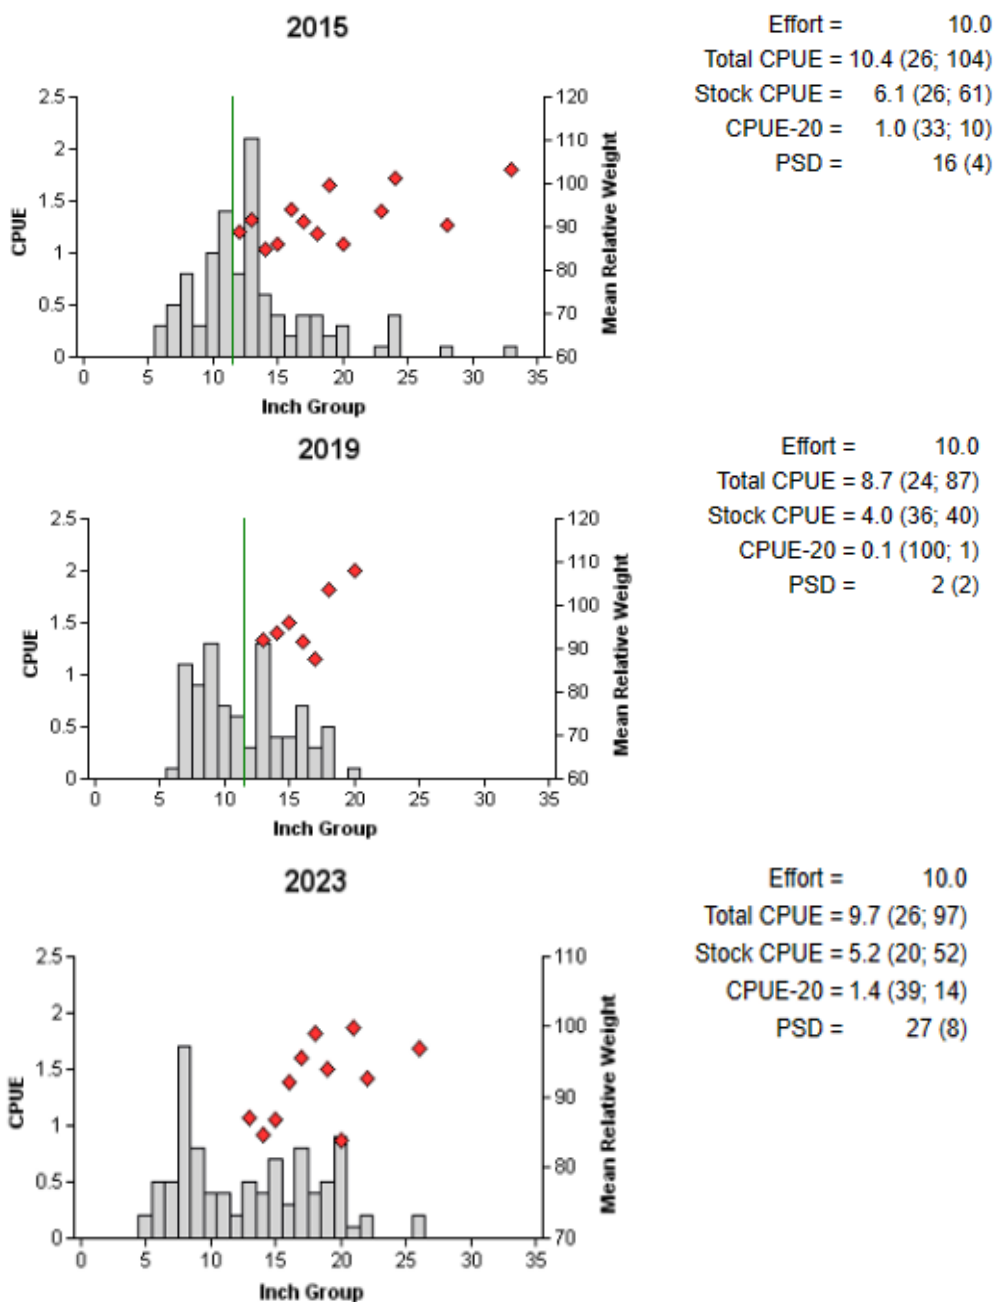 2015
Effort = 10.0
Total CPUE = 10.4 (26; 104)
Stock CPUE = 6.1 (26; 61)
CPUE-20 = 1.0 (33; 10)
PSD = 16 (4)
2.5
2
1.5
1
0.5
0
CPUE
120
110
100
90
80
70
60
Mean Relative Weight
0 5 10 15 20 25 30 35
Inch Group
2019
Effort = 10.0
Total CPUE = 8.7 (24; 87)
Stock CPUE = 4.0 (36; 40)
CPUE-20 = 0.1 (100; 1)
PSD = 2 (2)
2.5
2
1.5
1
0.5
0
CPUE
120
110
100
90
80
70
60
Mean Relative Weight
0 5 10 15 20 25 30 35
Inch Group
2023
Effort = 10.0
Total CPUE = 9.7 (26; 97)
Stock CPUE = 5.2 (20; 52)
CPUE-20 = 1.4 (39; 14)
PSD = 27 (8)
2.5
2
1.5
1
0.5
0
CPUE
110
100
90
80
70
Mean Relative Weight
0 5 10 15 20 25 30 35
Inch Group